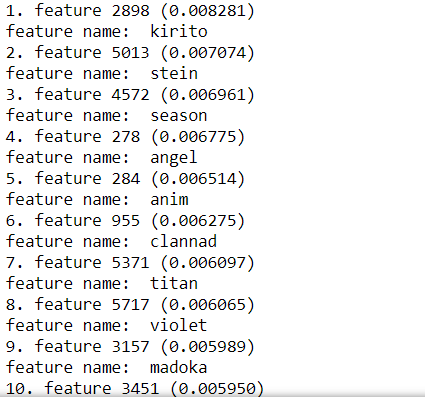 1. feature 2898 (0.008281)
feature name:  kirito
2. feature 5013 (0.007074)
feature name:  stein
3. feature 4572 (0.006961)
feature name:  season
4. feature 278 (0.006775)
feature name:  angel
5. feature 284 (0.006514)
feature name:  anim
6. feature 955 (0.006275)
feature name:  clannad
7. feature 5371 (0.006097)
feature name:  titan
8. feature 5717 (0.006065)
feature name:  violet
9. feature 3157 (0.005989)
feature name:  madoka
10. feature 3451 (0.005950)